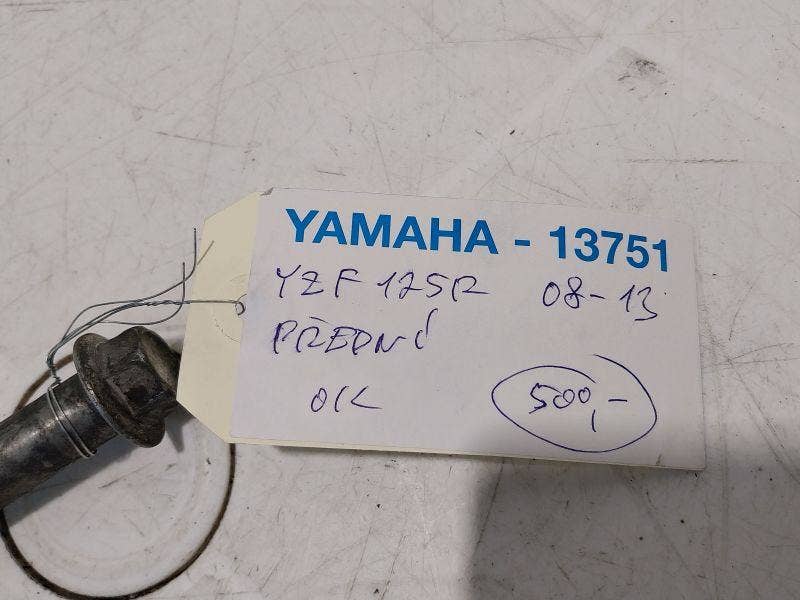 YAMAHA - 13751
YZF 125R 08-13
PŘEDNÍ
OK 500,-